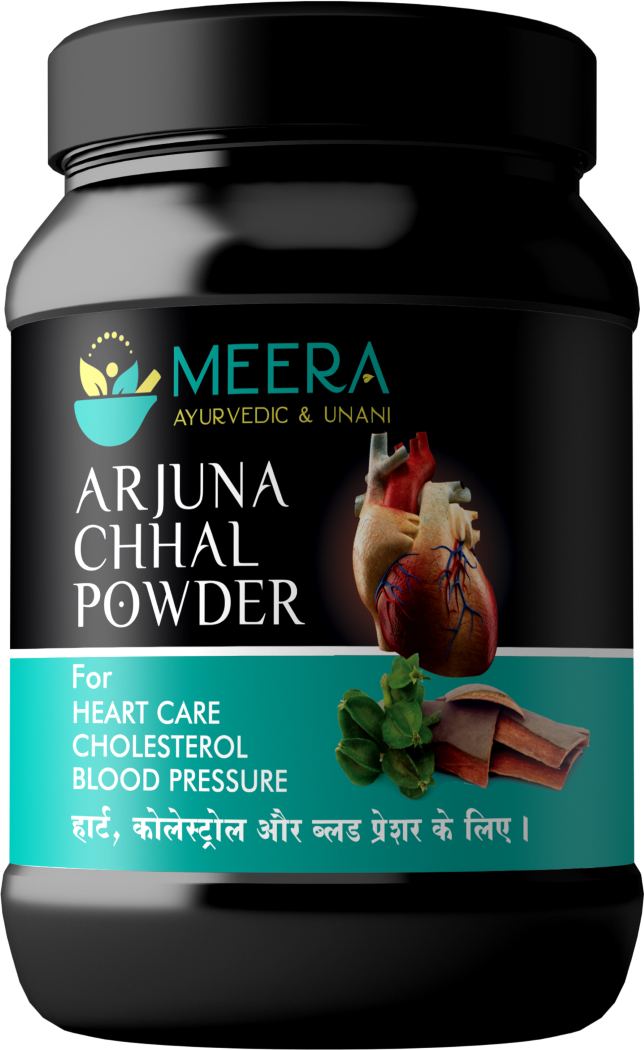 MEERA
AYURVEDIC & UNANI
ARJUNA
CHHAL
POWDER
For
HEART CARE
CHOLESTEROL
BLOOD PRESSURE
हार्ट, कोलेस्ट्रोल और ब्लड प्रेशर के लिए।